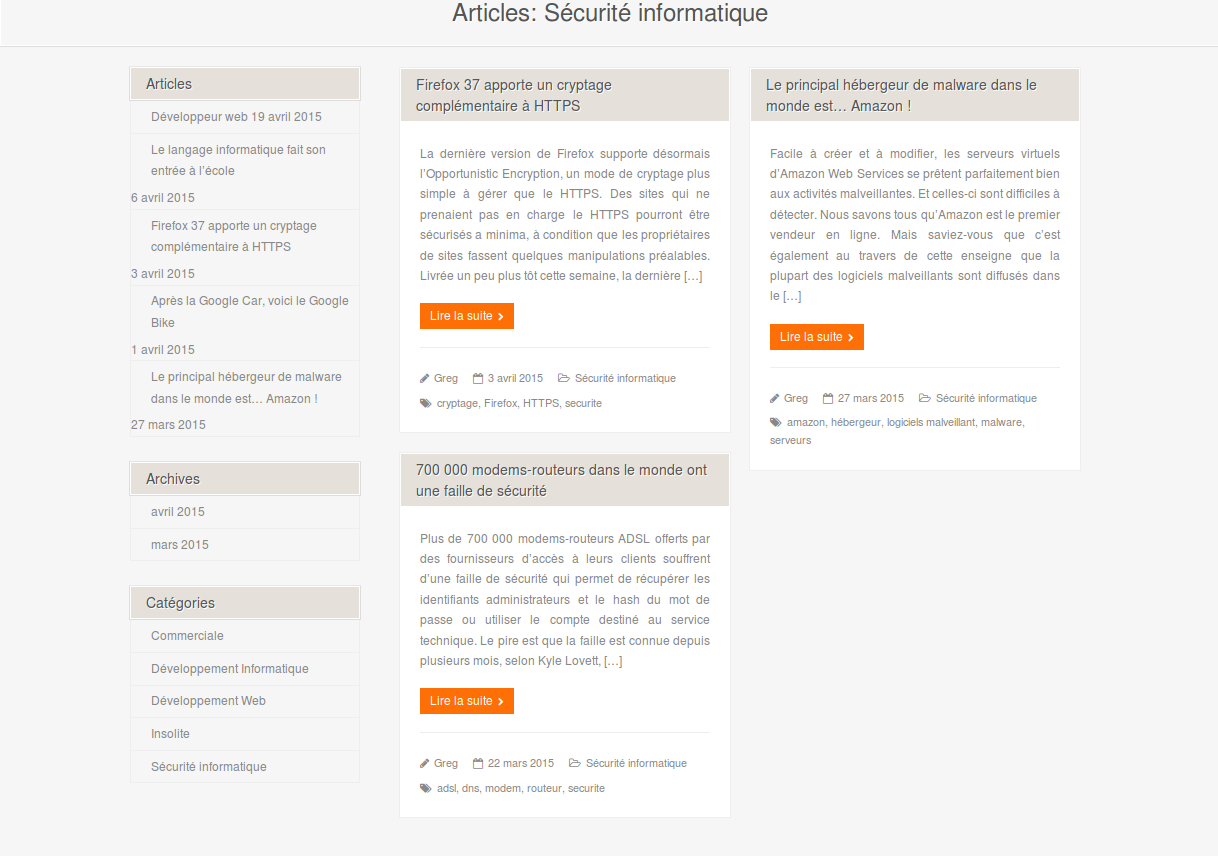 Articles: Sécurité informatique
Articles
Développeur web 19 avril 2015
Le langage informatique fait son
entrée à l'école
6 avril 2015
Firefox 37 apporte un cryptage
complémentaire à HTTPS
3 avril 2015
Après la Google Car, voici le Google
Bike
1 avril 2015
Le principal hébergeur de malware
dans le monde est… Amazon !
27 mars 2015
Archives
avril 2015
mars 2015
Catégories
Commerciale
Développement Informatique
Développement Web
Insolite
Sécurité informatique
Firefox 37 apporte un cryptage
complémentaire à HTTPS
La dernière version de Firefox supporte désormais
l'Opportunistic Encryption, un mode de cryptage plus
simple à gérer que le HTTPS. Des sites qui ne
prenaient pas en charge le HTTPS pourront être
sécurisés a minima, à condition que les propriétaires
de sites fassent quelques manipulations préalables.
Livrée un peu plus tôt cette semaine, la dernière […]
Lire la suite
Greg 3 avril 2015 Sécurité informatique
cryptage, Firefox, HTTPS, securite
700 000 modems-routeurs dans le monde ont
une faille de sécurité
Plus de 700 000 modems-routeurs ADSL offerts par
des fournisseurs d'accès à leurs clients souffrent
d'une faille de sécurité qui permet de récupérer les
identifiants administrateurs et le hash du mot de
passe ou utiliser le compte destiné au service
technique. Le pire est que la faille est connue depuis
plusieurs mois, selon Kyle Lovett, […]
Lire la suite
Greg 22 mars 2015 Sécurité informatique
adsl, dns, modem, routeur, securite
Le principal hébergeur de malware dans le
monde est… Amazon !
Facile à créer et à modifier, les serveurs virtuels
d'Amazon Web Services se prêtent parfaitement bien
aux activités malveillantes. Et celles-ci sont difficiles à
détecter. Nous savons tous qu'Amazon est le premier
vendeur en ligne. Mais saviez-vous que c'est
également au travers de cette enseigne que la
plupart des logiciels malveillants sont diffusés dans
le […]
Lire la suite
Greg 27 mars 2015 Sécurité informatique
amazon, hébergeur, logiciels malveillant, malware,
serveurs